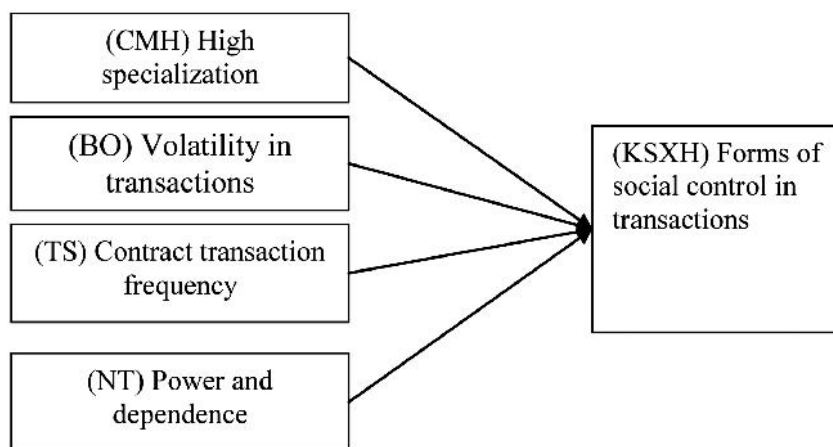 (CMH) High
specialization
(BO) Volatility in
transactions
(TS) Contract transaction
frequency
(NT) Power and
dependence
(KSXH) Forms of
social control in
transactions